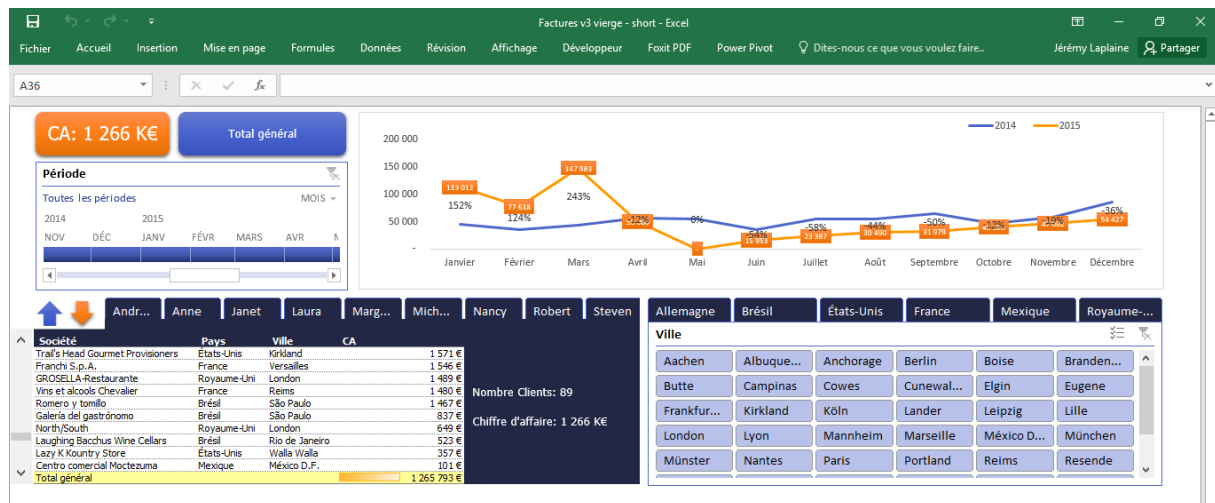 Factures v3 vierge - short - Excel
Fichier Accueil Insertion Mise en page Formules Données Révision Affichage Développeur Foxit PDF Power Pivot Dites-nous ce que vous voulez faire.. Jérémy Laplaine Partager
A36 fx
CA: 1 266 K€ Total général
2014 2015
200 000
150 000
100 000
50 000
-
113 012 77 618 147 983 - 15 953 23 387 30 490 31 979 54 427
152% 124% 243% -12% 0% -54% -58% -44% -50% -12% -19% -36%
Janvier Février Mars Avril Mai Juin Juillet Août Septembre Octobre Novembre Décembre
Période
Toutes les périodes MOIS
2014 2015
NOV DÉC JANV FÉVR MARS AVR
Andr... Anne Janet Laura Marg... Mich... Nancy Robert Steven
Société Pays Ville CA
Trail's Head Gourmet Provisioners États-Unis Kirkland 1 571 €
Franchi S.p.A. France Versailles 1 546 €
GROSELLA-Restaurante Royaume-Uni London 1 489 €
Vins et alcools Chevalier France Reims 1 480 €
Romero y tomillo Brésil São Paulo 1 467 €
Galería del gastrónomo Brésil São Paulo 837 €
North/South Royaume-Uni London 649 €
Laughing Bacchus Wine Cellars Brésil Rio de Janeiro 523 €
Lazy K Kountry Store États-Unis Walla Walla 357 €
Centro comercial Moctezuma Mexique México D.F. 101 €
Total général 1 265 793 €
Nombre Clients: 89
Chiffre d'affaire: 1 266 K€
Allemagne Brésil États-Unis France Mexique Royaume-...
Ville
Aachen Albuque... Anchorage Berlin Boise Branden...
Butte Campinas Cowes Cunewal... Elgin Eugene
Frankfur... Kirkland Köln Lander Leipzig Lille
London Lyon Mannheim Marseille México D... München
Münster Nantes Paris Portland Reims Resende